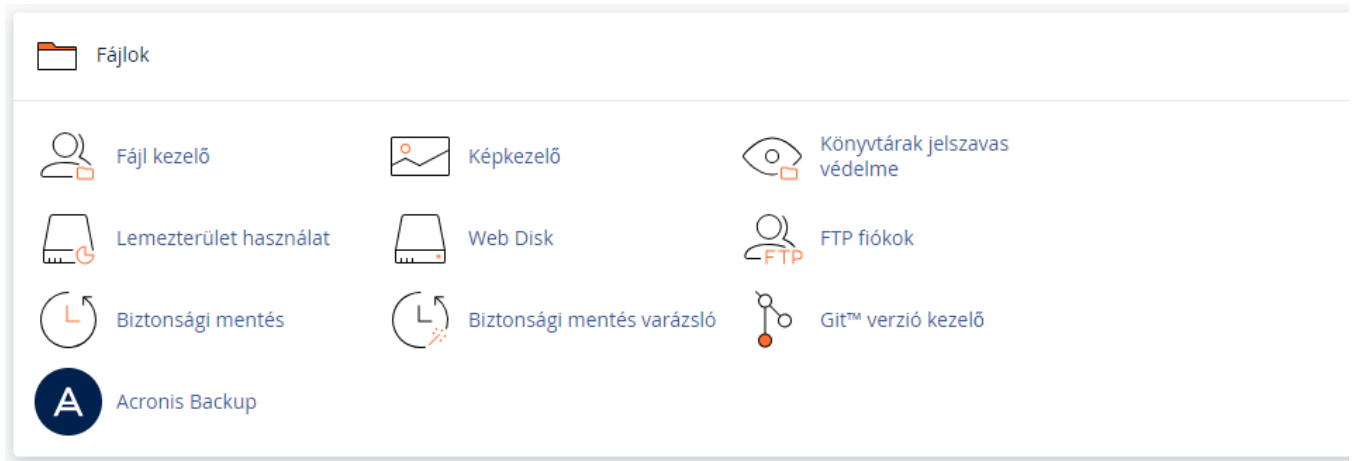 Fájlok
Fájl kezelő
Képkezelő
Könyvtárak jelszavas
védelme
Lemezterület használat
Web Disk
FTP
FTP fiókok
Biztonsági mentés
Biztonsági mentés varázsló
Git™ verzió kezelő
A
Acronis Backup